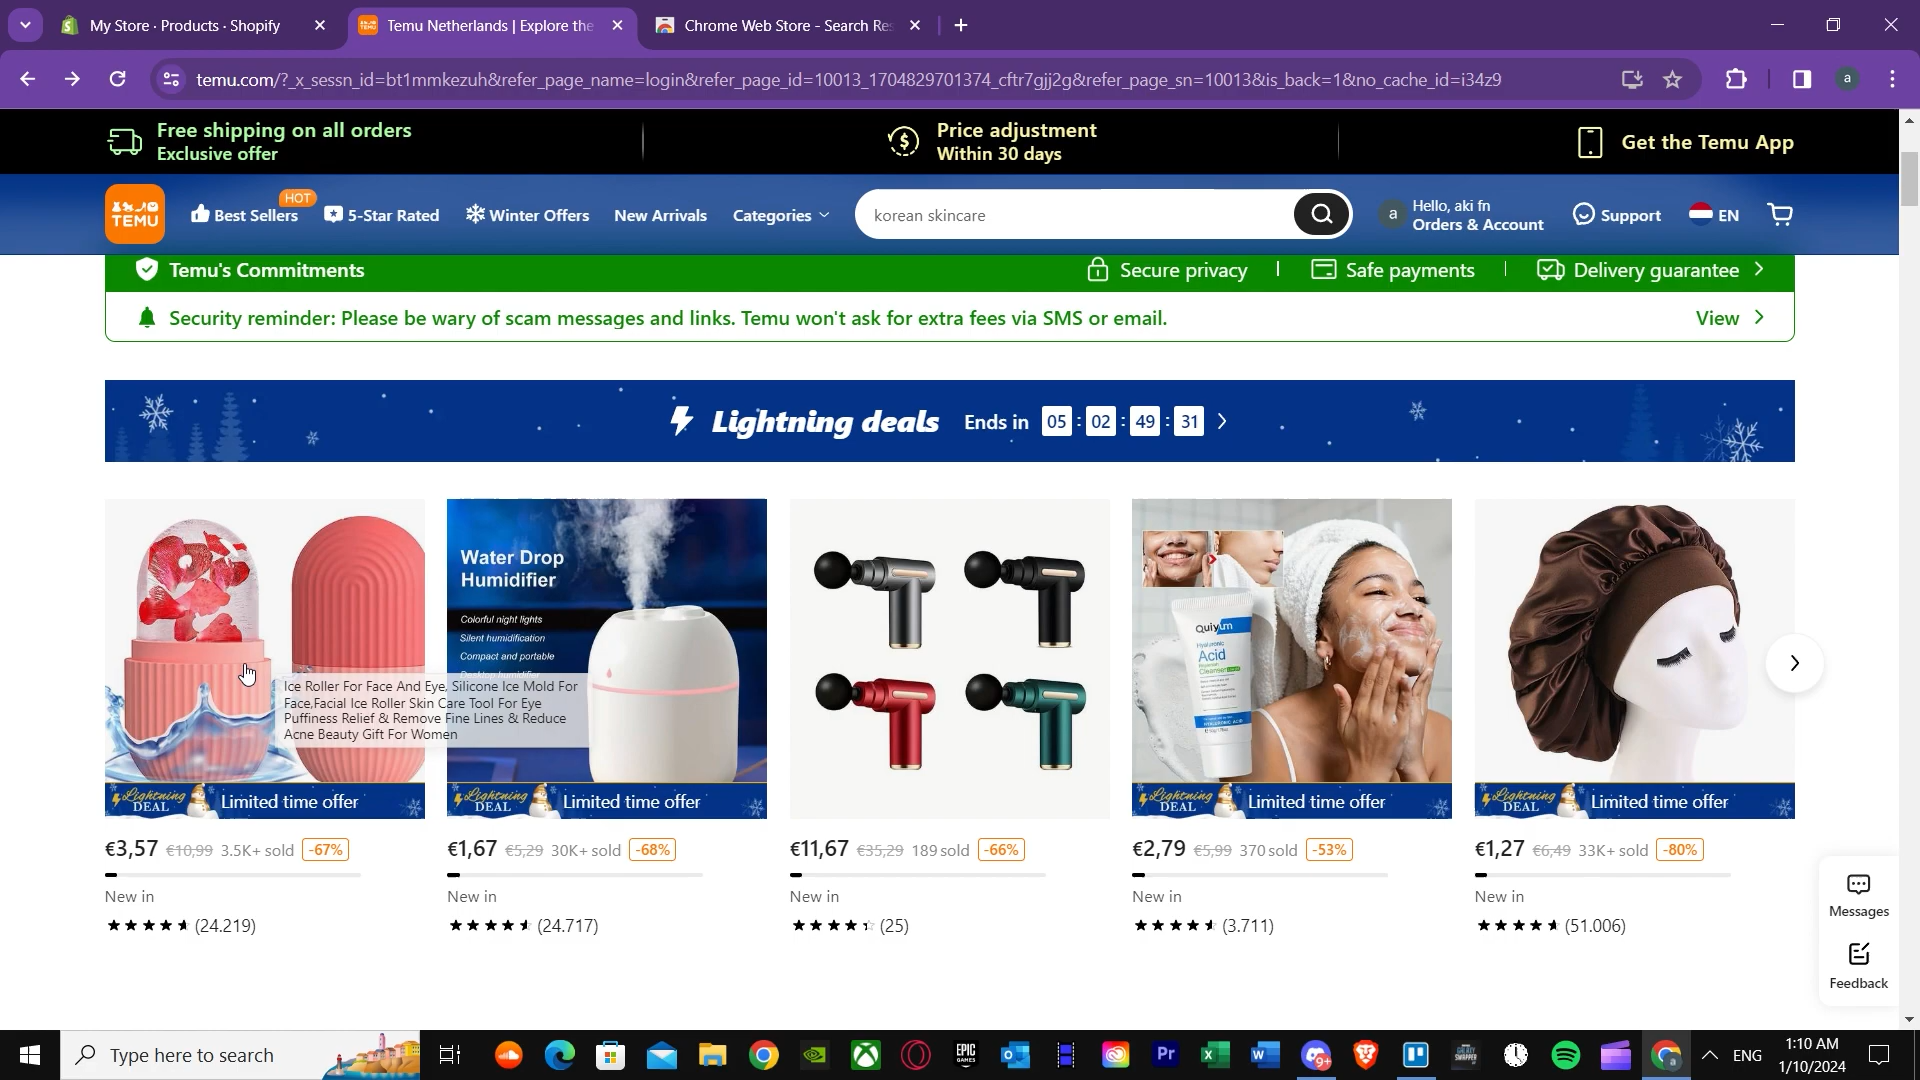 My Store · Products · Shopify
Temu Netherlands | Explore the
Chrome Web Store - Search Res
temu.com/?_x_sessn_id=bt1mmkezuh&refer_page_name=login&refer_page_id=10013_1704829701374_cftr7gjj2g&refer_page_sn=10013&is_back=1&no_cache_id=i34z9
a
Free shipping on all orders
Exclusive offer
Price adjustment
Within 30 days
Get the Temu App
TEMU
Best Sellers
HOT
5-Star Rated
Winter Offers
New Arrivals
Categories
korean skincare
a
Hello, aki fn
Orders & Account
Support
EN
Temu's Commitments
Secure privacy
Safe payments
Delivery guarantee
Security reminder: Please be wary of scam messages and links. Temu won't ask for extra fees via SMS or email.
View
Lightning deals
Ends in 05 : 02 : 49 : 31
Ice Roller For Face And Eye, Silicone Ice Mold For
Face,Facial Ice Roller Skin Care Tool For Eye
Puffiness Relief & Remove Fine Lines & Reduce
Acne Beauty Gift For Women
Lightning DEAL Limited time offer
Water Drop
Humidifier
Colorful night lights
Silent humidification
Compact and portable
Desktop humidifier
Lightning DEAL Limited time offer
Acid
Lightning DEAL Limited time offer
Lightning DEAL Limited time offer
€3,57 €10,99 3.5K+ sold -67%
New in
(24.219)
€1,67 €5,29 30K+ sold -68%
New in
(24.717)
€11,67 €35,29 189 sold -66%
New in
(25)
€2,79 €5,99 370 sold -53%
New in
(3.711)
€1,27 €6,49 33K+ sold -80%
New in
(51.006)
Messages
Feedback
Type here to search
EPIC GAMES
Pr
9+
a
ENG
1:10 AM
1/10/2024